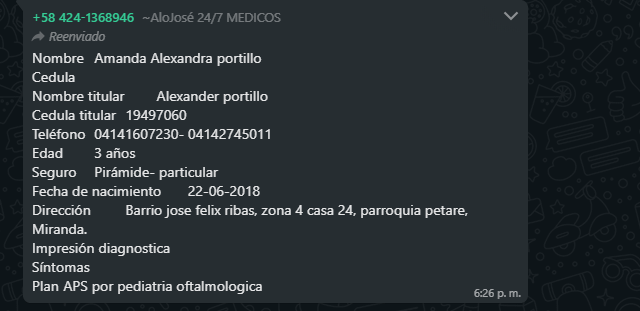 +58 424-1368946 ~AloJosé 24/7 MEDICOS
Reenviado
Nombre Amanda Alexandra portillo
Cedula
Nombre titular Alexander portillo
Cedula titular 19497060
Teléfono 04141607230- 04142745011
Edad 3 años
Seguro Pirámide- particular
Fecha de nacimiento 22-06-2018
Dirección Barrio jose felix ribas, zona 4 casa 24, parroquia petare,
Miranda.
Impresión diagnostica
Síntomas
Plan APS por pediatria oftalmologica
6:26 p. m.